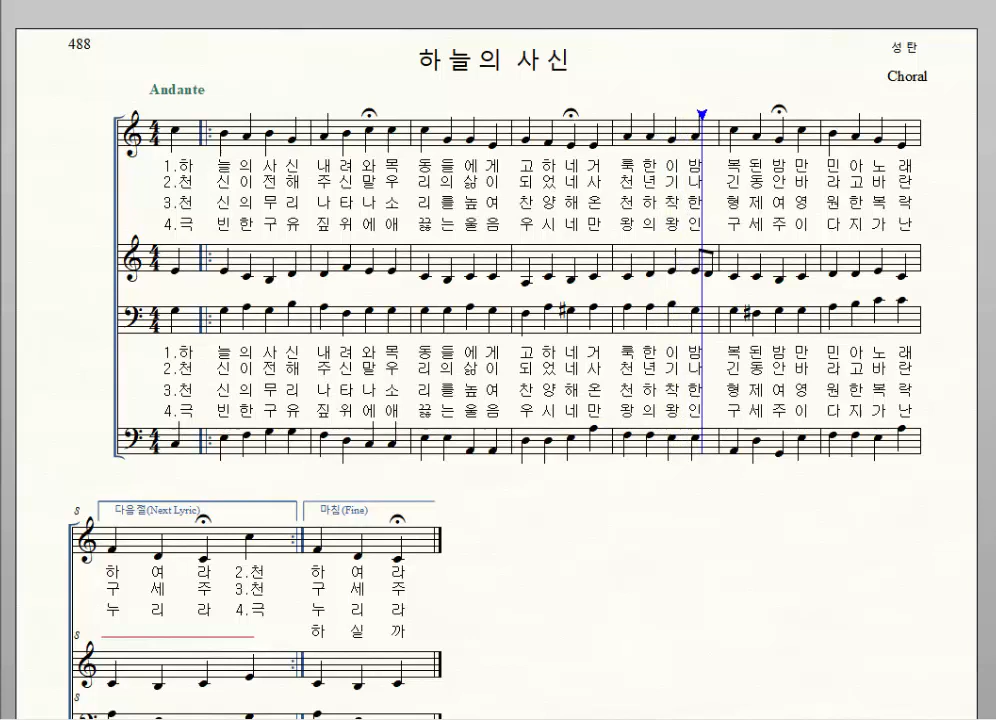 488
하늘의 사신
성탄
Choral
Andante
1.하 늘의사신 내려와목 동들에게 고하네거 룩한이밤 복된밤만 민아노래
2.천 신이전해 주신말우 리의삶이 되었네사 천년기나 긴동안바 라고바란
3.천 신의무리 나타나소 리를높여 찬양해온 천하착한 형제여영 원한복락
4.극 빈한구유 짚위에애 끓는울음 우시네만 왕의왕인 구세주이 다지가난
1.하 늘의사신 내려와목 동들에게 고하네거 룩한이밤 복된밤만 민아노래
2.천 신이전해 주신말우 리의삶이 되었네사 천년기나 긴동안바 라고바란
3.천 신의무리 나타나소 리를높여 찬양해온 천하착한 형제여영 원한복락
4.극 빈한구유 짚위에애 끓는울음 우시네만 왕의왕인 구세주이 다지가난
S 다음절(Next Lyric) 마침(Fine)
하 여 라 2.천 하 여 라
구 세 주 3.천 구 세 주
누 리 라 4.극 누 리 라
하 실 까
S
S